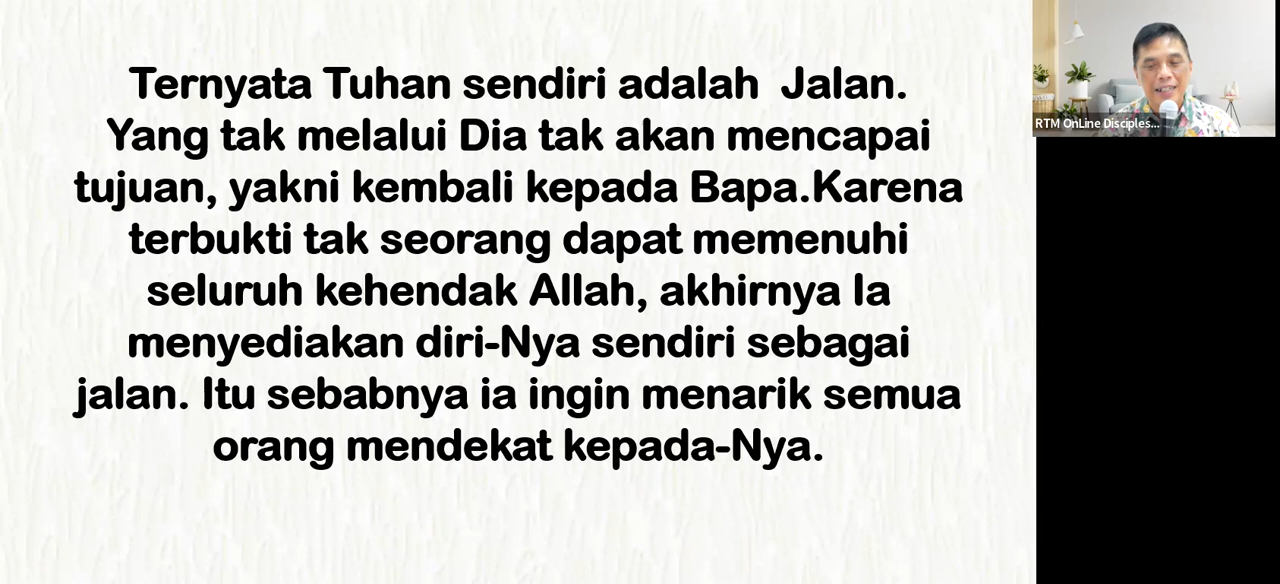 Ternyata Tuhan sendiri adalah Jalan.
Yang tak melalui Dia tak akan mencapai
tujuan, yakni kembali kepada Bapa.Karena
terbukti tak seorang dapat memenuhi
seluruh kehendak Allah, akhirnya Ia
menyediakan diri-Nya sendiri sebagai
jalan. Itu sebabnya ia ingin menarik semua
orang mendekat kepada-Nya.
RTM OnLine Disciples...